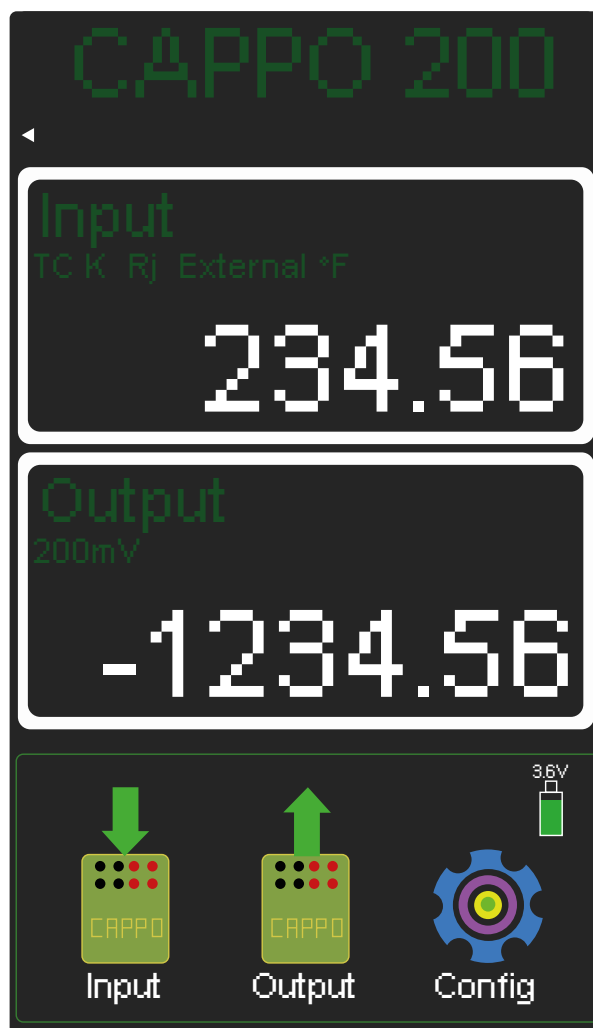 CAPPO 200
Input
TC K Rj External °F
234.56
Output
200mV
-1234.56
3.6V
CAPPO CAPPO
Input Output Config